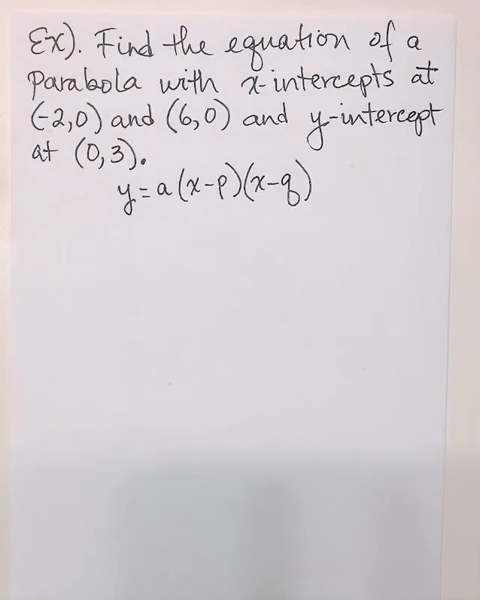 Ex). Find the equation of a
parabola with x-intercepts at
(-2,0) and (6,0) and y-intercept
at (0,3).
y=a(x-p)(x-q)